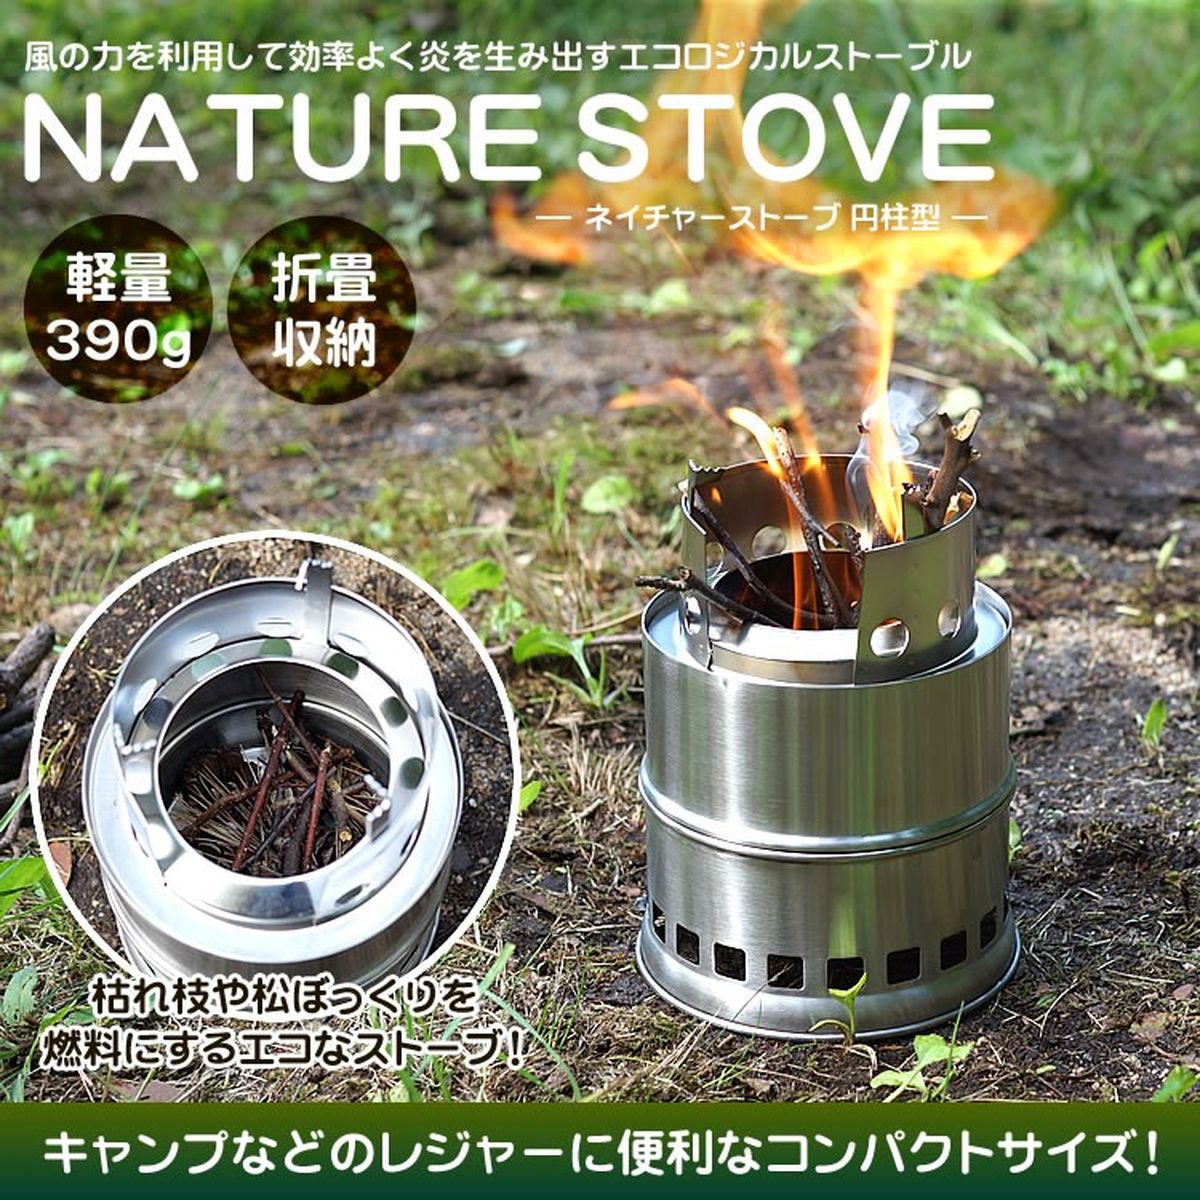 風の力を利用して効率よく炎を生み出すエコロジカルストーブル
NATURE STOVE
― ネイチャーストーブ 円柱型 ―
軽量
390g
折畳
収納
枯れ枝や松ぼっくりを
燃料にするエコなストーブ!
キャンプなどのレジャーに便利なコンパクトサイズ!